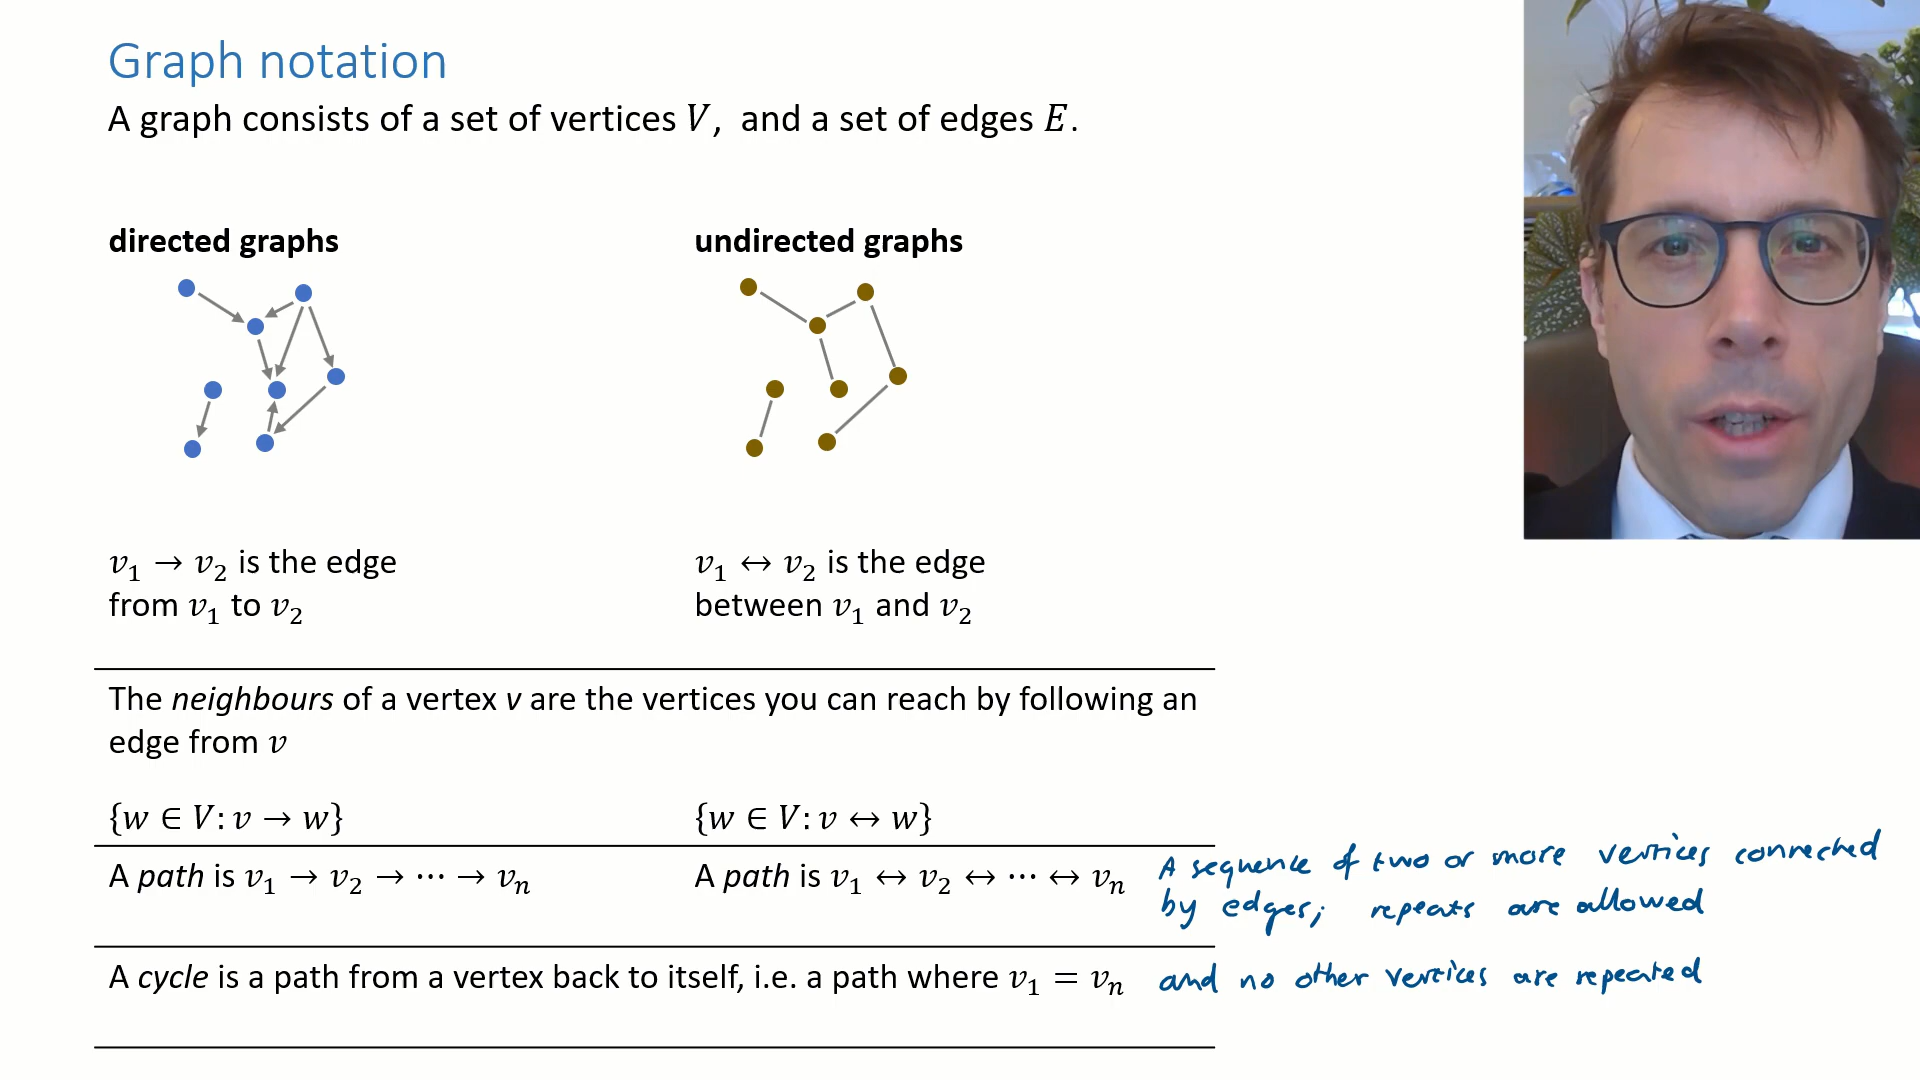 Graph notation
A graph consists of a set of vertices V, and a set of edges E.
directed graphs
undirected graphs
v₁ → v₂ is the edge
from v₁ to v₂
v₁ ↔ v₂ is the edge
between v₁ and v₂
The neighbours of a vertex v are the vertices you can reach by following an
edge from v
{w ∈ V: v → w}
{w ∈ V: v ↔ w}
A path is v₁ → v₂ → ⋯ → vₙ
A path is v₁ ↔ v₂ ↔ ⋯ ↔ vₙ
A sequence of two or more vertices connected
by edges; repeats are allowed
A cycle is a path from a vertex back to itself, i.e. a path where v₁ = vₙ
and no other vertices are repeated